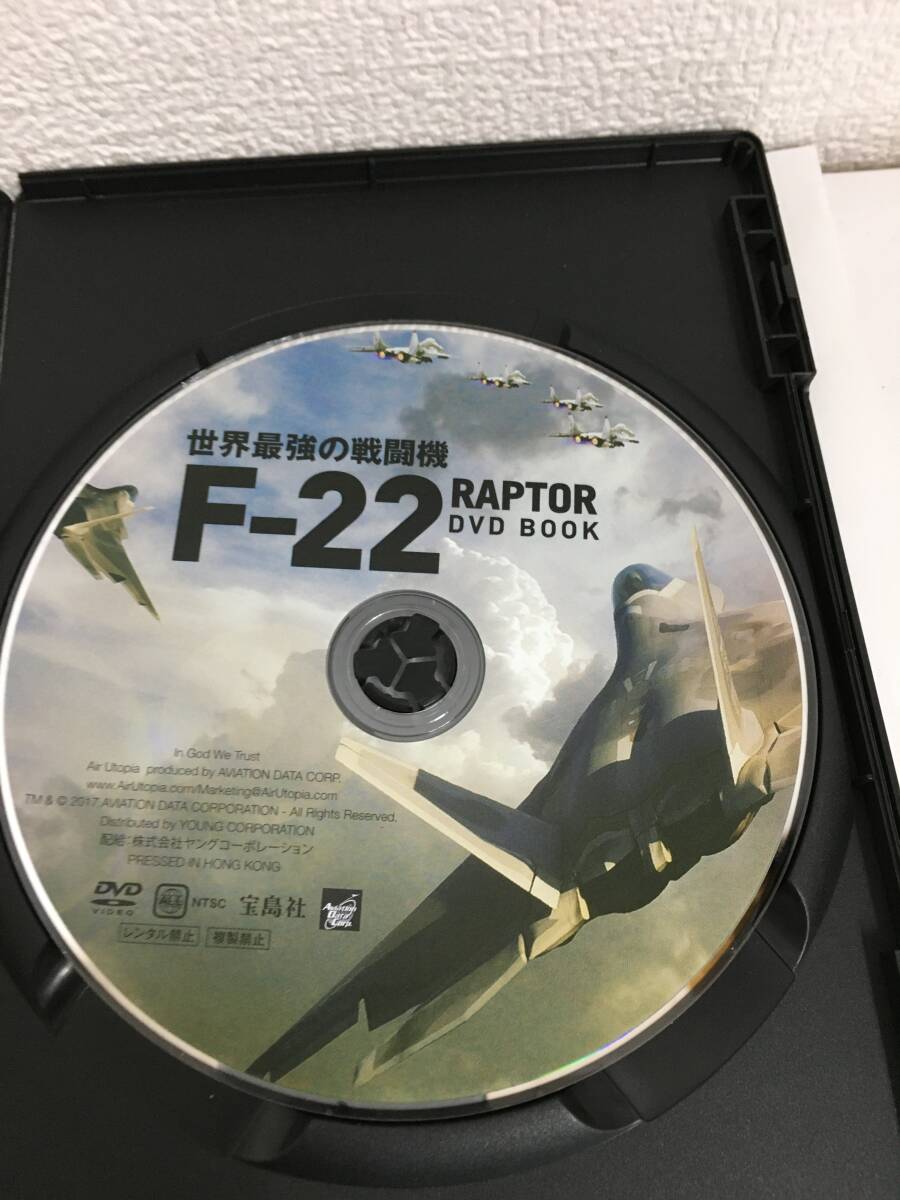 世界最強の戦闘機
F-22 RAPTOR
DVD BOOK
In God We Trust
Air Utopia produced by AVIATION DATA CORP.
www.AirUtopia.com/Marketing@AirUtopia.com
TM & © 2017 AVIATION DATA CORPORATION - All Rights Reserved.
Distributed by YOUNG CORPORATION
配給:株式会社ヤングコーポレーション
PRESSED IN HONG KONG
DVD VIDEO ALL NTSC 宝島社 Aviation Data Corp.
レンタル禁止 複製禁止